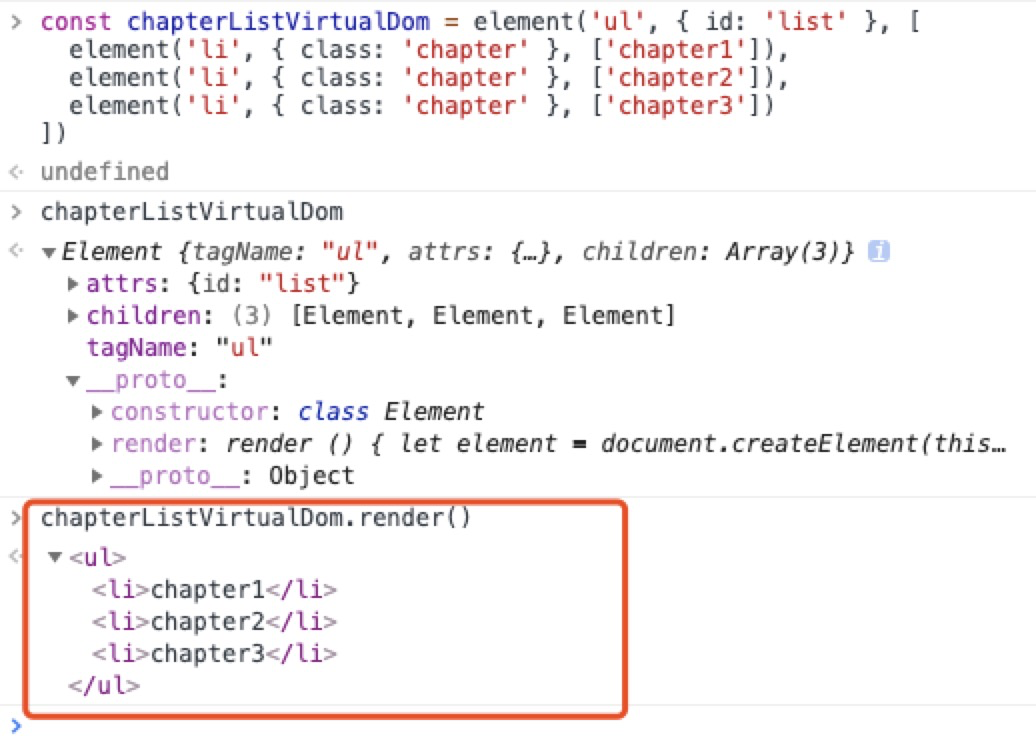 > const chapterListVirtualDom = element('ul', { id: 'list' }, [
element('li', { class: 'chapter' }, ['chapter1']),
element('li', { class: 'chapter' }, ['chapter2']),
element('li', { class: 'chapter' }, ['chapter3'])
])
undefined
> chapterListVirtualDom
Element {tagName: "ul", attrs: {…}, children: Array(3)} i
attrs: {id: "list"}
children: (3) [Element, Element, Element]
tagName: "ul"
__proto__:
constructor: class Element
render: render () { let element = document.createElement(this…
__proto__: Object
> chapterListVirtualDom.render()
<ul>
<li>chapter1</li>
<li>chapter2</li>
<li>chapter3</li>
</ul>
>